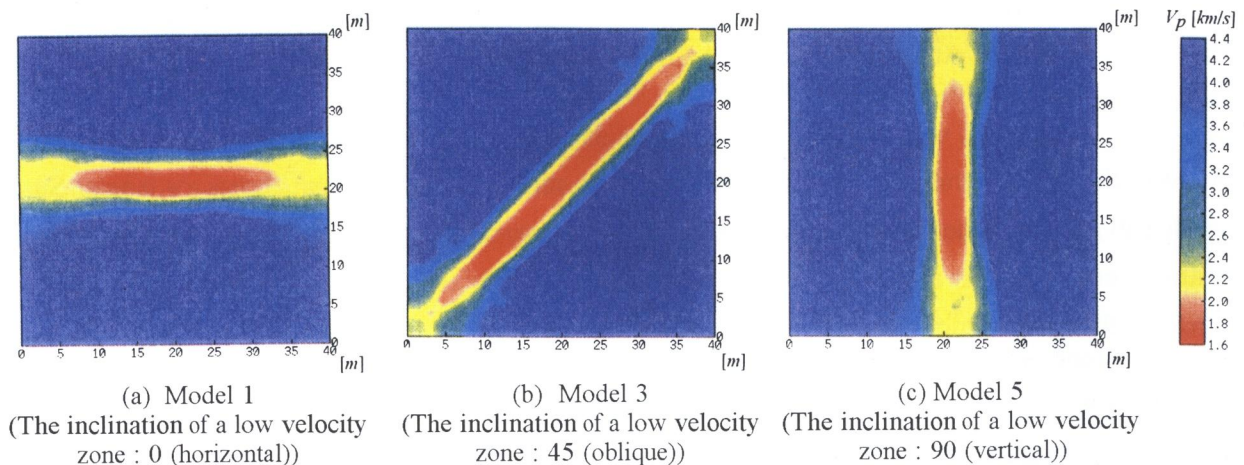 [m]
40
35
30
25
20
15
10
5
0
0 5 10 15 20 25 30 35 40
[m]
(a) Model 1
(The inclination of a low velocity
zone : 0 (horizontal))
[m]
40
35
30
25
20
15
10
5
0
0 5 10 15 20 25 30 35 40
[m]
(b) Model 3
(The inclination of a low velocity
zone : 45 (oblique))
[m]
40
35
30
25
20
15
10
5
0
0 5 10 15 20 25 30 35 40
[m]
(c) Model 5
(The inclination of a low velocity
zone : 90 (vertical))
Vp [km/s]
4.4
4.2
4.0
3.8
3.6
3.4
3.2
3.0
2.8
2.6
2.4
2.2
2.0
1.8
1.6